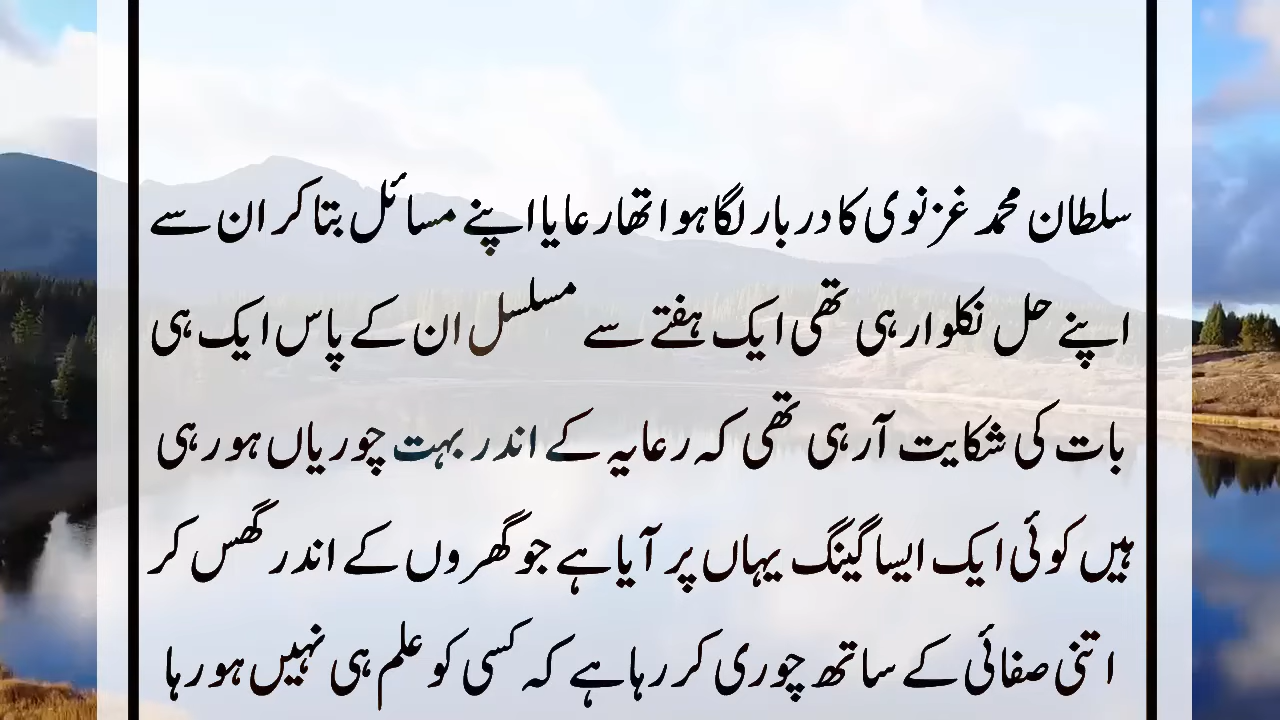 سلطان محمد غزنوی کا دربار لگا ہوا تھا رعایا اپنے مسائل بتا کر ان سے
اپنے حل نکلوا رہی تھی ایک ہفتے سے مسلسل ان کے پاس ایک ہی
بات کی شکایت آ رہی تھی کہ رعایہ کے اندر بہت چوریاں ہو رہی
ہیں کوئی ایک ایسا گینگ یہاں پر آیا ہے جو گھروں کے اندر گھس کر
اتنی صفائی کے ساتھ چوری کر رہا ہے کہ کسی کو علم ہی نہیں ہو رہا